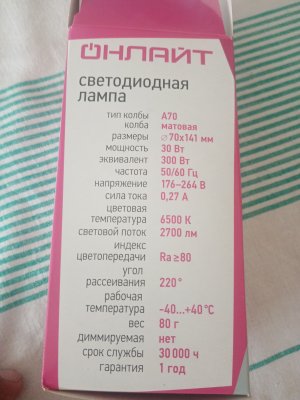 ОНЛАЙТ
светодиодная
лампа
тип колбы A70
колба матовая
размеры ⌀70x141 мм
мощность 30 Вт
эквивалент 300 Вт
частота 50/60 Гц
напряжение 176–264 В
сила тока 0,27 А
цветовая
температура 6500 К
световой поток 2700 лм
индекс
цветопередачи Ra≥80
угол
рассеивания 220°
рабочая
температура –40...+40°С
вес 80 г
диммируемая нет
срок службы 30 000 ч
гарантия 1 год